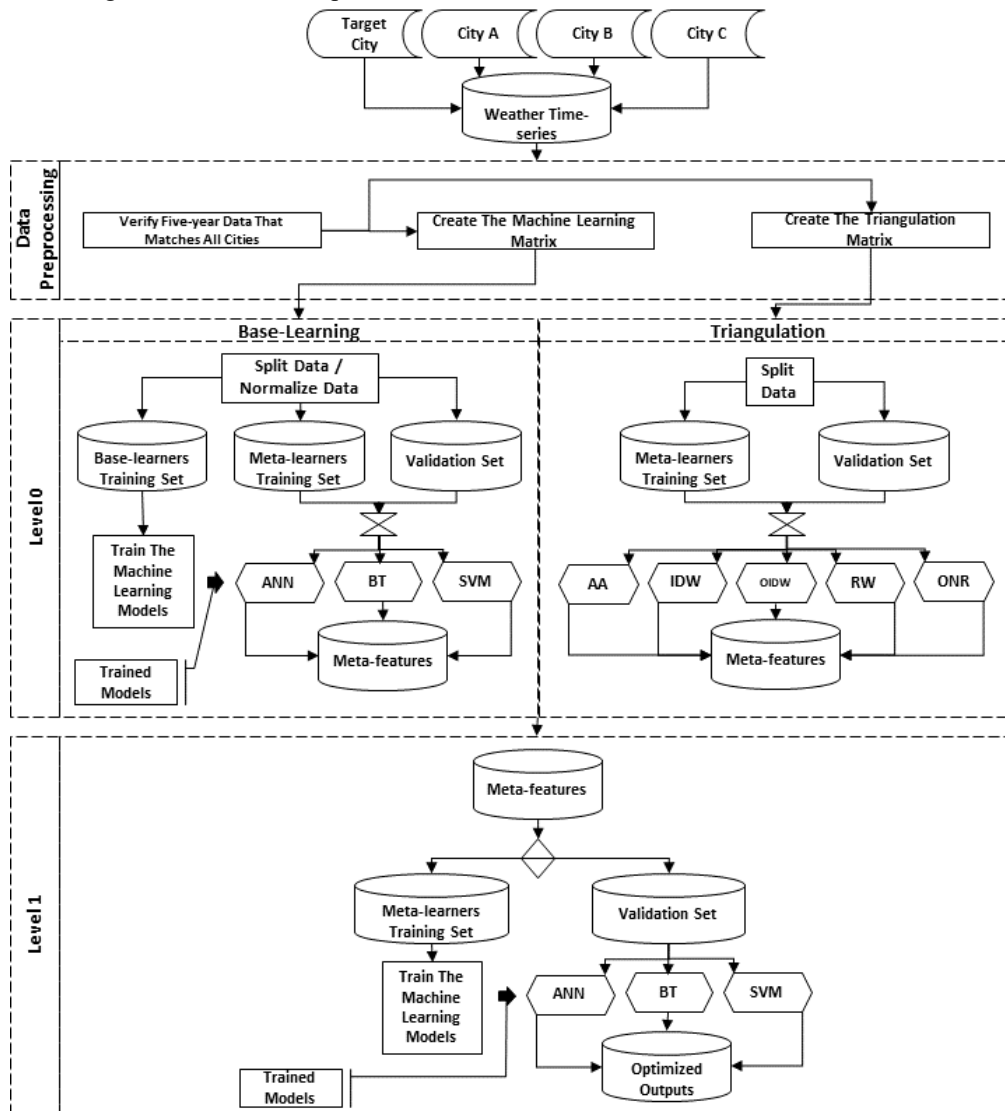 Target
City
City A
City B
City C
Weather Time-
series
Data
Preprocessing
Verify Five-year Data That
Matches All Cities
Create The Machine Learning
Matrix
Create The Triangulation
Matrix
Level 0
Base-Learning
Split Data /
Normalize Data
Base-learners
Training Set
Meta-learners
Training Set
Validation Set
Train The
Machine
Learning
Models
ANN
BT
SVM
Meta-features
Trained
Models
Triangulation
Split
Data
Meta-learners
Training Set
Validation Set
AA
IDW
OIDW
RW
ONR
Meta-features
Level 1
Meta-features
Meta-learners
Training Set
Validation Set
Train The
Machine
Learning
Models
ANN
BT
SVM
Trained
Models
Optimized
Outputs